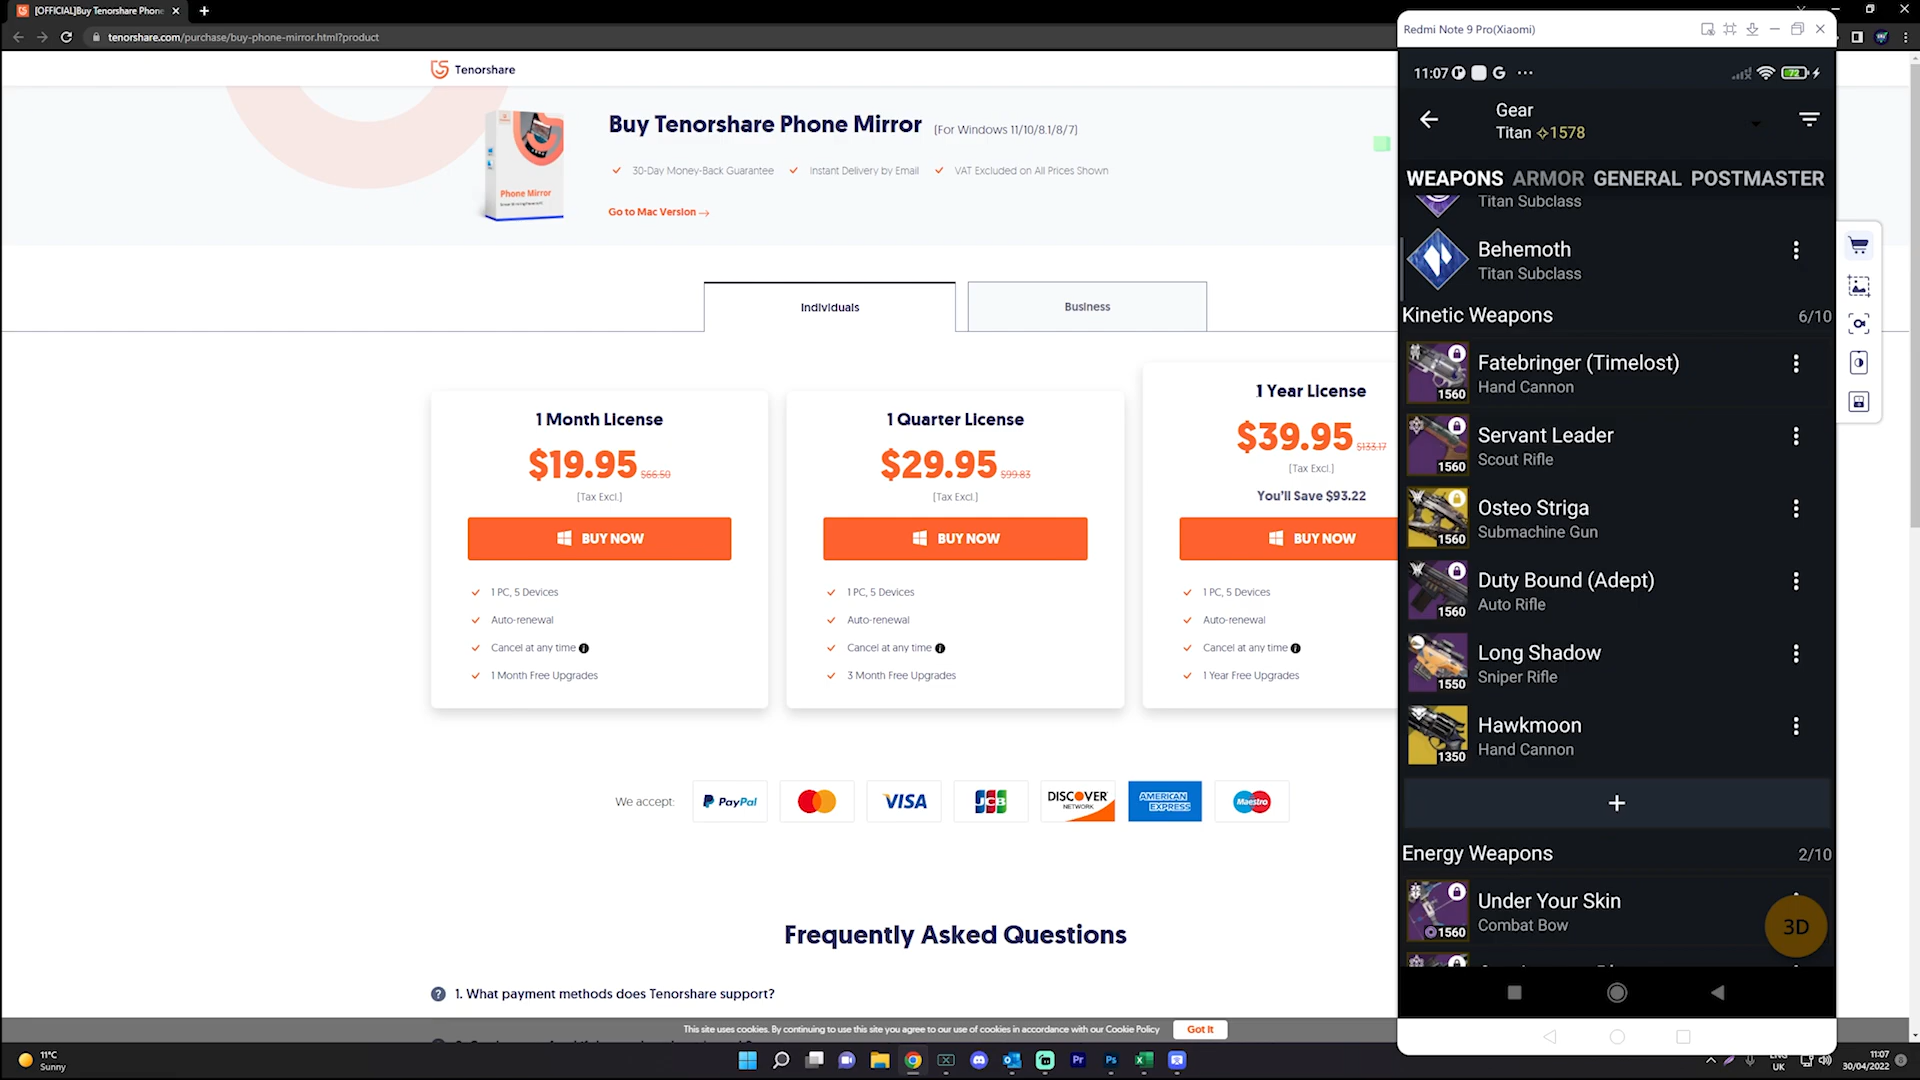 [OFFICIAL]Buy Tenorshare Phone
tenorshare.com/purchase/buy-phone-mirror.html?product
Tenorshare
Phone Mirror
Buy Tenorshare Phone Mirror (For Windows 11/10/8.1/8/7)
30-Day Money-Back Guarantee Instant Delivery by Email VAT Excluded on All Prices Shown
Go to Mac Version →
Individuals
Business
1 Month License
$19.95 $66.50
[Tax Excl.]
BUY NOW
1 PC, 5 Devices
Auto-renewal
Cancel at any time
1 Month Free Upgrades
1 Quarter License
$29.95 $99.83
[Tax Excl.]
BUY NOW
1 PC, 5 Devices
Auto-renewal
Cancel at any time
3 Month Free Upgrades
1 Year License
$39.95 $133.17
[Tax Excl.]
You'll Save $93.22
BUY NOW
1 PC, 5 Devices
Auto-renewal
Cancel at any time
1 Year Free Upgrades
We accept: PayPal VISA JCB DISCOVER NETWORK AMERICAN EXPRESS Maestro
Frequently Asked Questions
? 1. What payment methods does Tenorshare support?
This site uses cookies. By continuing to use this site you agree to our use of cookies in accordance with our Cookie Policy
Got It
Redmi Note 9 Pro(Xiaomi)
11:07 G ... 72
Gear
Titan 1578
WEAPONS ARMOR GENERAL POSTMASTER
Titan Subclass
Behemoth
Titan Subclass
Kinetic Weapons 6/10
Fatebringer (Timelost)
Hand Cannon
1560
Servant Leader
Scout Rifle
1560
Osteo Striga
Submachine Gun
1560
Duty Bound (Adept)
Auto Rifle
1560
Long Shadow
Sniper Rifle
1550
Hawkmoon
Hand Cannon
1350
+
Energy Weapons 2/10
Under Your Skin
Combat Bow
1560
3D
11°C
Sunny
Pr
Ps
ENG
UK
11:07
30/04/2022